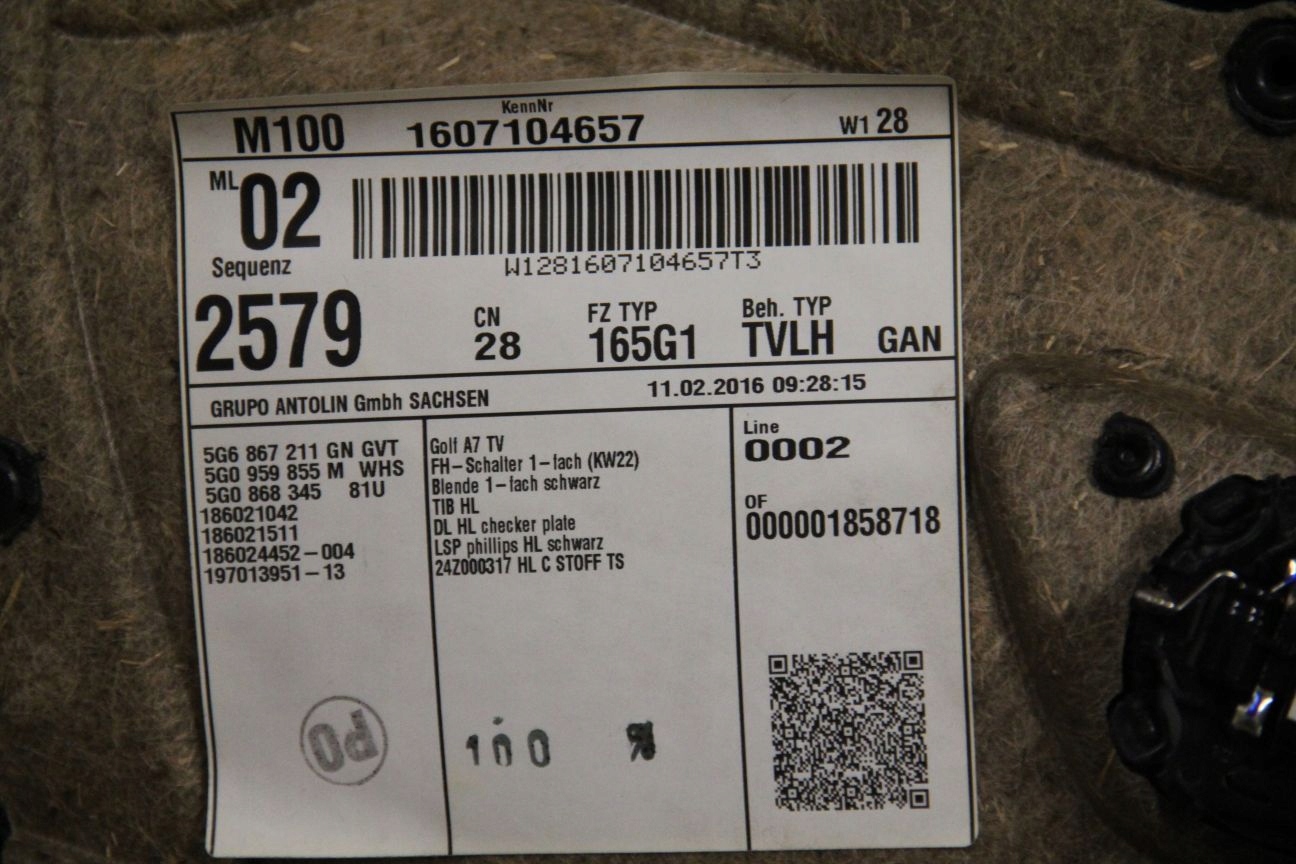 KennNr
M100 1607104657 W1 28
ML 02
W1281607104657T3
Sequenz
2579
CN
28
FZ TYP
165G1
Beh. TYP
TVLH GAN
GRUPO ANTOLIN Gmbh SACHSEN 11.02.2016 09:28:15
5G6 867 211 GN GVT
5G0 959 855 M WHS
5G0 868 345 81U
186021042
186021511
186024452-004
197013951-13
Golf A7 TV
FH-Schalter 1-fach (KW22)
Blende 1-fach schwarz
TIB HL
DL HL checker plate
LSP phillips HL schwarz
24Z000317 HL C STOFF TS
Line
0002
OF
000001858718
PO
100 %